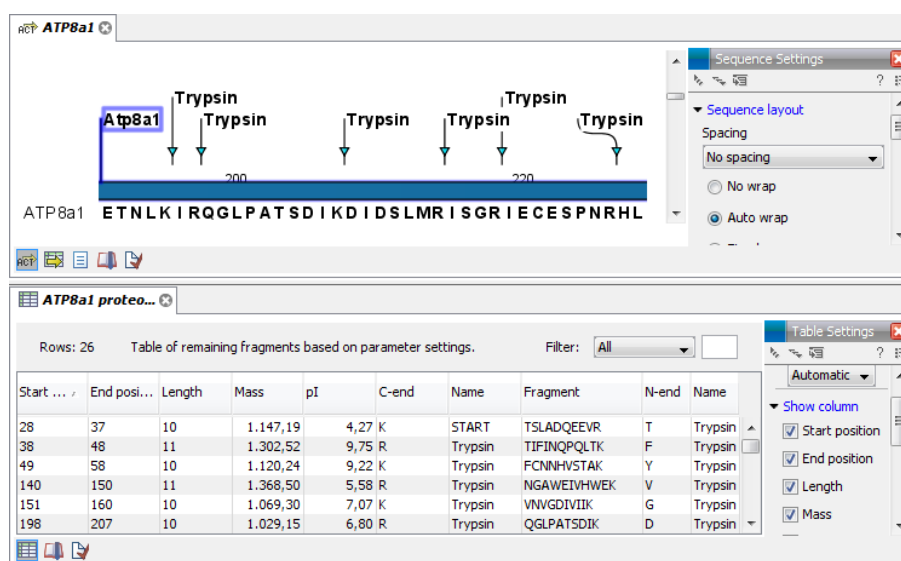 ATP8a1
Sequence Settings
?
Trypsin Trypsin
Atp8a1 Trypsin Trypsin Trypsin Trypsin
Sequence layout
Spacing
No spacing
200 220
No wrap
ATP8a1 ETNLKIRQGLPATSDIKDIDSLMRISGRIECESPNRHL
Auto wrap
ATP8a1 proteo...
Rows: 26 Table of remaining fragments based on parameter settings. Filter: All
Table Settings
?
Automatic
Start ... End posi... Length Mass pI C-end Name Fragment N-end Name
Show column
28 37 10 1.147,19 4,27 K START TSLADQEEVR T Trypsin
Start position
38 48 11 1.302,52 9,75 R Trypsin TIFINQPQLTK F Trypsin
End position
49 58 10 1.120,24 9,22 K Trypsin FCNNHVSTAK Y Trypsin
140 150 11 1.368,50 5,58 R Trypsin NGAWEIVHWEK V Trypsin
Length
151 160 10 1.069,30 7,07 K Trypsin VNVGDIVIIK G Trypsin
Mass
198 207 10 1.029,15 6,80 R Trypsin QGLPATSDIK D Trypsin